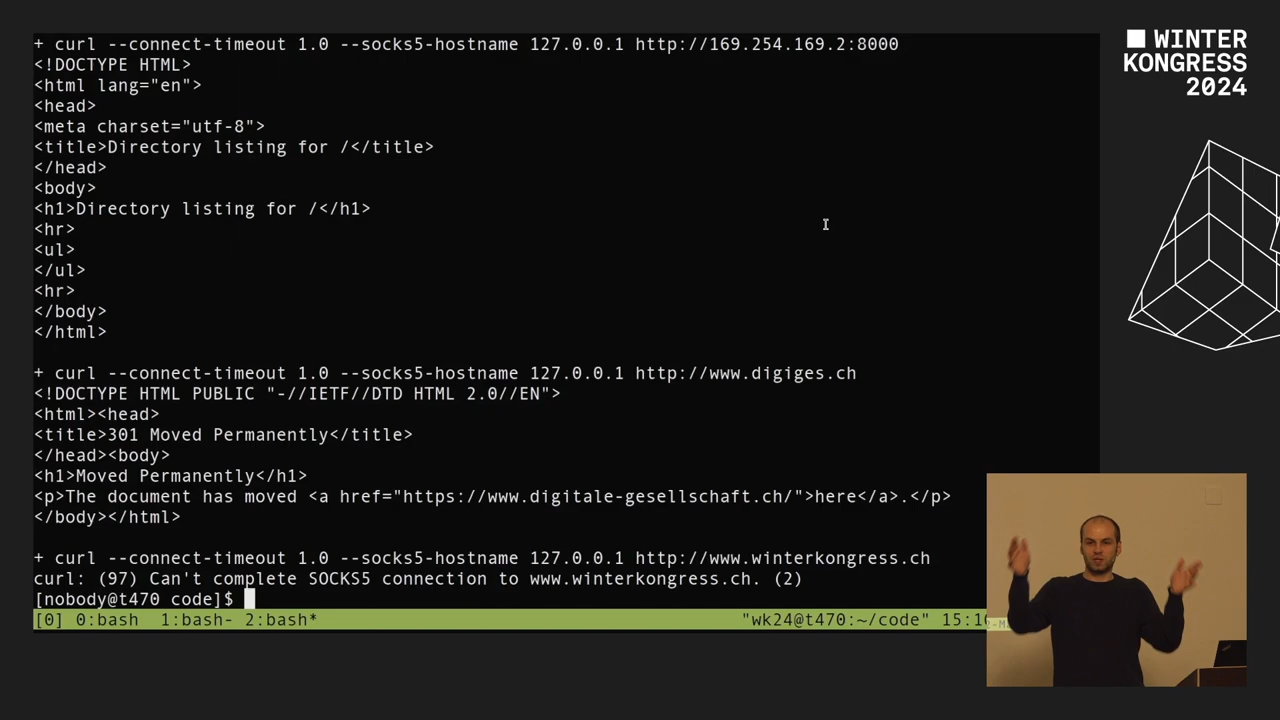 + curl --connect-timeout 1.0 --socks5-hostname 127.0.0.1 http://169.254.169.2:8000
<!DOCTYPE HTML>
<html lang="en">
<head>
<meta charset="utf-8">
<title>Directory listing for /</title>
</head>
<body>
<h1>Directory listing for /</h1>
<hr>
<ul>
</ul>
<hr>
</body>
</html>
+ curl --connect-timeout 1.0 --socks5-hostname 127.0.0.1 http://www.digiges.ch
<!DOCTYPE HTML PUBLIC "-//IETF//DTD HTML 2.0//EN">
<html><head>
<title>301 Moved Permanently</title>
</head><body>
<h1>Moved Permanently</h1>
<p>The document has moved <a href="https://www.digitale-gesellschaft.ch/">here</a>.</p>
</body></html>
+ curl --connect-timeout 1.0 --socks5-hostname 127.0.0.1 http://www.winterkongress.ch
curl: (97) Can't complete SOCKS5 connection to www.winterkongress.ch. (2)
[nobody@t470 code]$
[0] 0:bash  1:bash- 2:bash* "wk24@t470:~/code"
WINTER
KONGRESS
2024